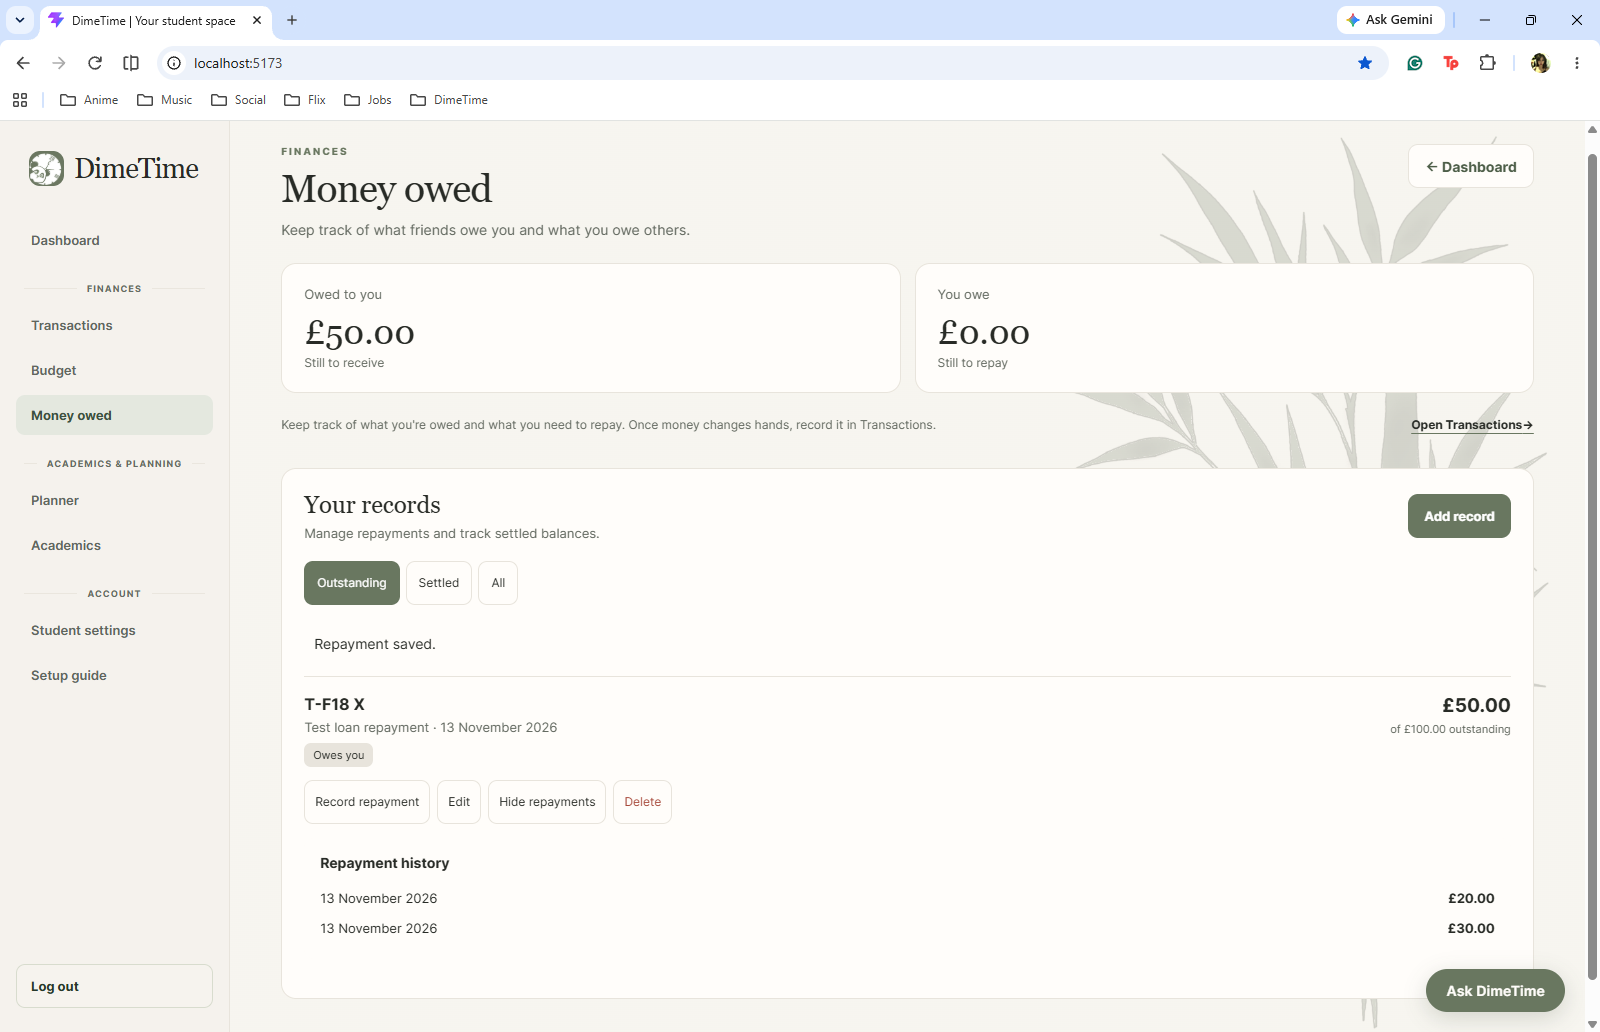 DimeTime | Your student space
Ask Gemini
localhost:5173
Tp
Anime
Music
Social
Flix
Jobs
DimeTime
DimeTime
Dashboard
FINANCES
Transactions
Budget
Money owed
ACADEMICS & PLANNING
Planner
Academics
ACCOUNT
Student settings
Setup guide
Log out
FINANCES
Money owed
Keep track of what friends owe you and what you owe others.
← Dashboard
Owed to you
£50.00
Still to receive
You owe
£0.00
Still to repay
Keep track of what you're owed and what you need to repay. Once money changes hands, record it in Transactions.
Open Transactions→
Your records
Manage repayments and track settled balances.
Add record
Outstanding
Settled
All
Repayment saved.
T-F18 X
£50.00
Test loan repayment · 13 November 2026
of £100.00 outstanding
Owes you
Record repayment
Edit
Hide repayments
Delete
Repayment history
13 November 2026 £20.00
13 November 2026 £30.00
Ask DimeTime